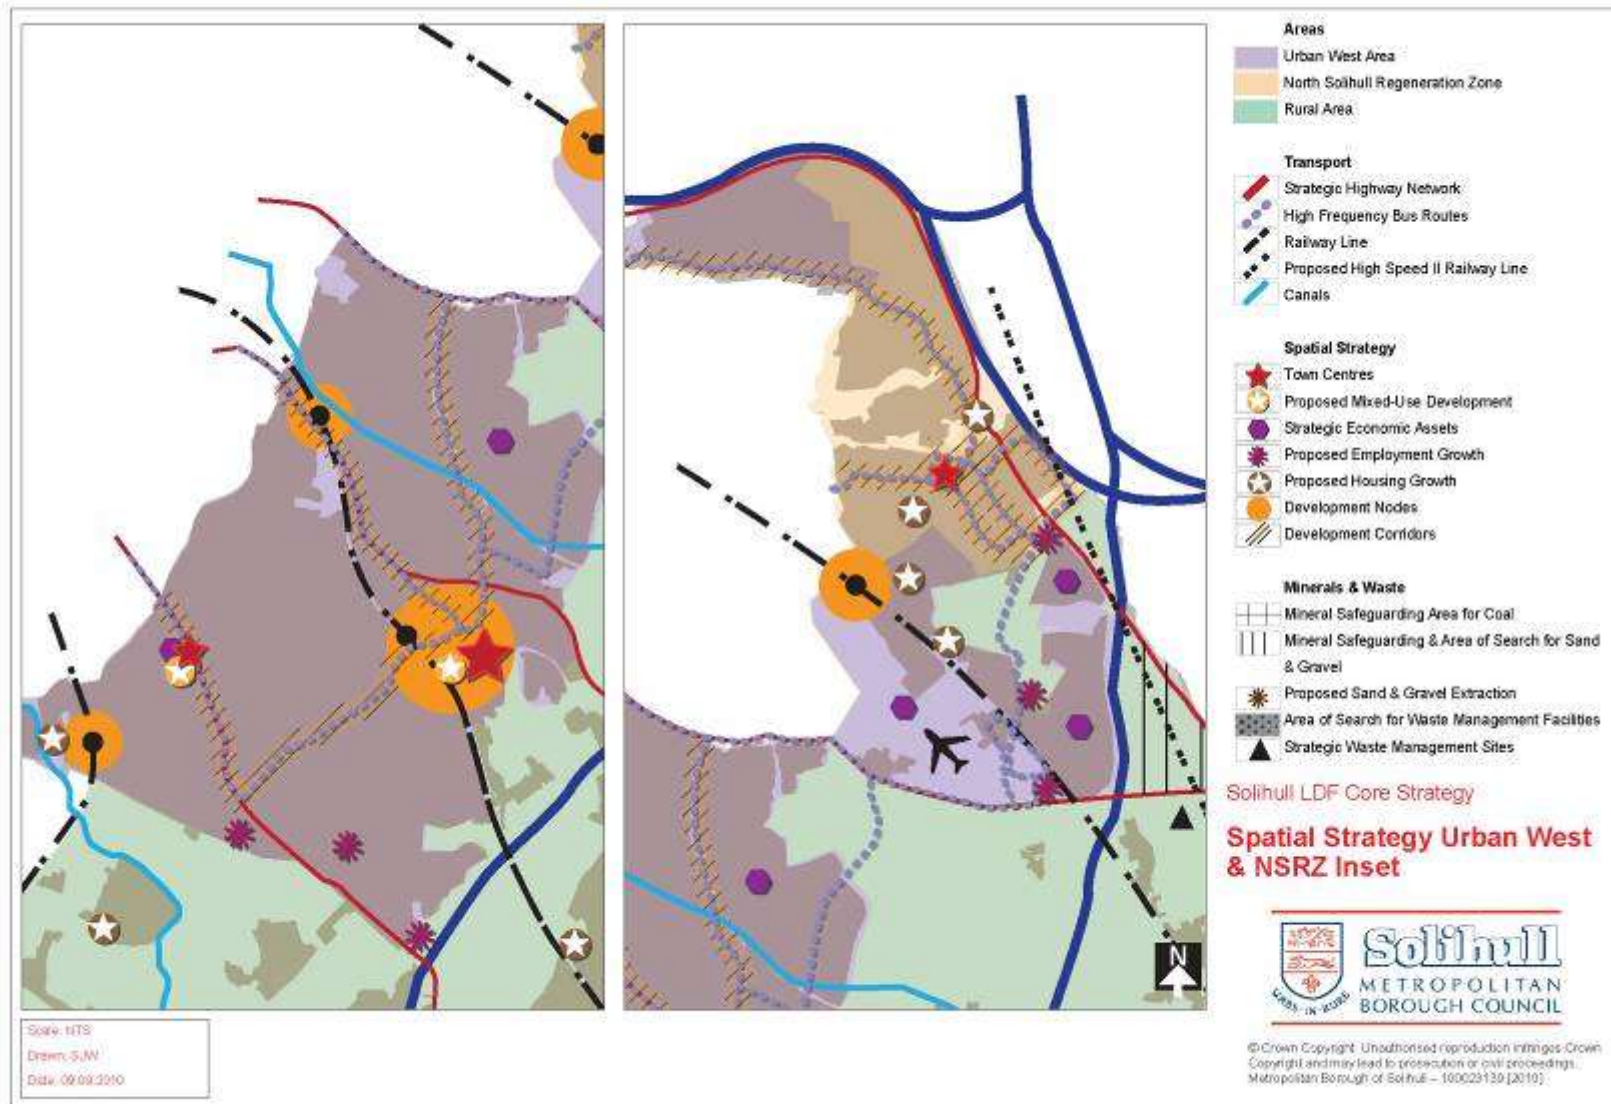 Areas
Urban West Area
North Solihull Regeneration Zone
Rural Area
Transport
Strategic Highway Network
High Frequency Bus Routes
Railway Line
Proposed High Speed II Railway Line
Canals
Spatial Strategy
Town Centres
Proposed Mixed-Use Development
Strategic Economic Assets
Proposed Employment Growth
Proposed Housing Growth
Development Nodes
Development Corridors
Minerals & Waste
Mineral Safeguarding Area for Coal
Mineral Safeguarding & Area of Search for Sand
& Gravel
Proposed Sand & Gravel Extraction
Area of Search for Waste Management Facilities
Strategic Waste Management Sites
Solihull LDF Core Strategy
Spatial Strategy Urban West
& NSRZ Inset
N
Solihull
METROPOLITAN
BOROUGH COUNCIL
URBS IN RURE
© Crown Copyright. Unauthorised reproduction infringes Crown
Copyright and may lead to prosecution or civil proceedings.
Metropolitan Borough of Solihull – 100023139 [2010]
Scale: NTS
Drawn: SJW
Date: 09.09.2010